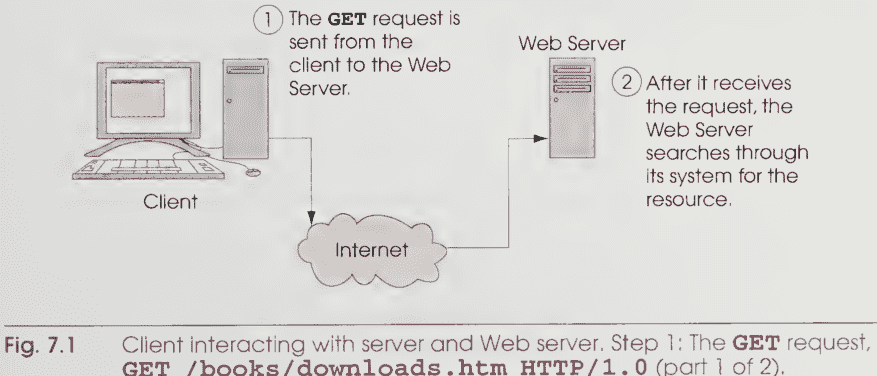 1 The GET request is
sent from the
client to the Web
Server.
Web Server
2 After it receives
the request, the
Web Server
searches through
its system for the
resource.
Client
Internet
Fig. 7.1 Client interacting with server and Web server. Step 1: The GET request,
GET /books/downloads.htm HTTP/1.0 (part 1 of 2).